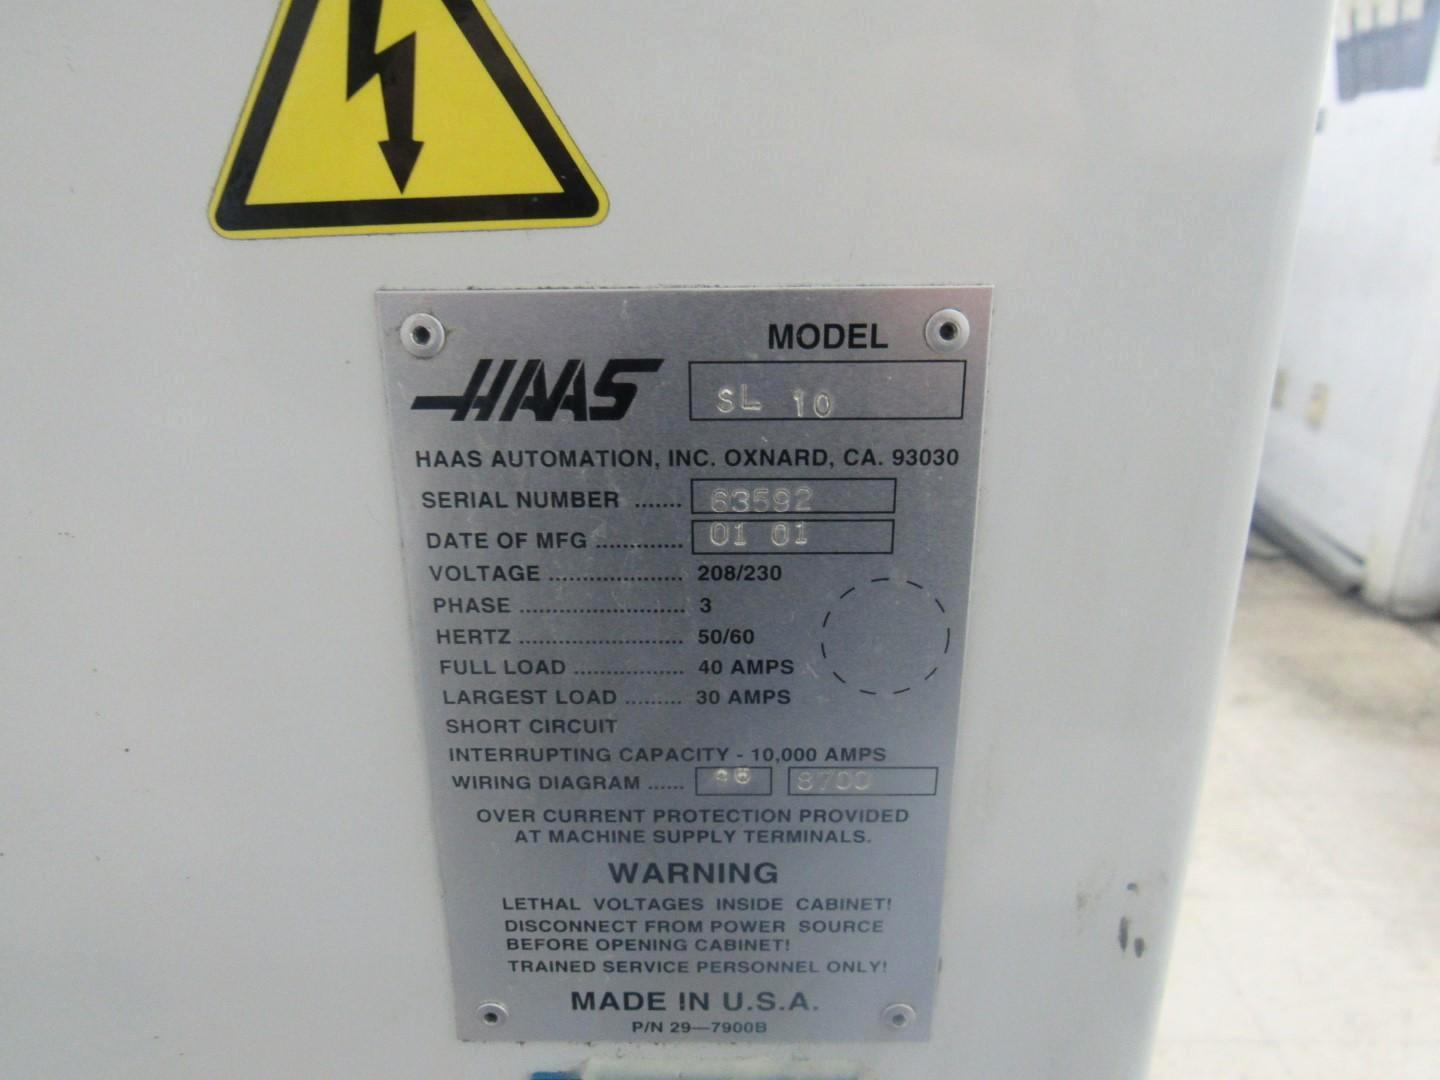 MODEL
HAAS SL 10
HAAS AUTOMATION, INC. OXNARD, CA. 93030
SERIAL NUMBER ....... 63592
DATE OF MFG ............. 01 01
VOLTAGE .................... 208/230
PHASE ......................... 3
HERTZ ......................... 50/60
FULL LOAD ................. 40 AMPS
LARGEST LOAD ......... 30 AMPS
SHORT CIRCUIT
INTERRUPTING CAPACITY - 10,000 AMPS
WIRING DIAGRAM ...... 8700
OVER CURRENT PROTECTION PROVIDED
AT MACHINE SUPPLY TERMINALS.
WARNING
LETHAL VOLTAGES INSIDE CABINET!
DISCONNECT FROM POWER SOURCE
BEFORE OPENING CABINET!
TRAINED SERVICE PERSONNEL ONLY!
MADE IN U.S.A.
P/N 29—7900B